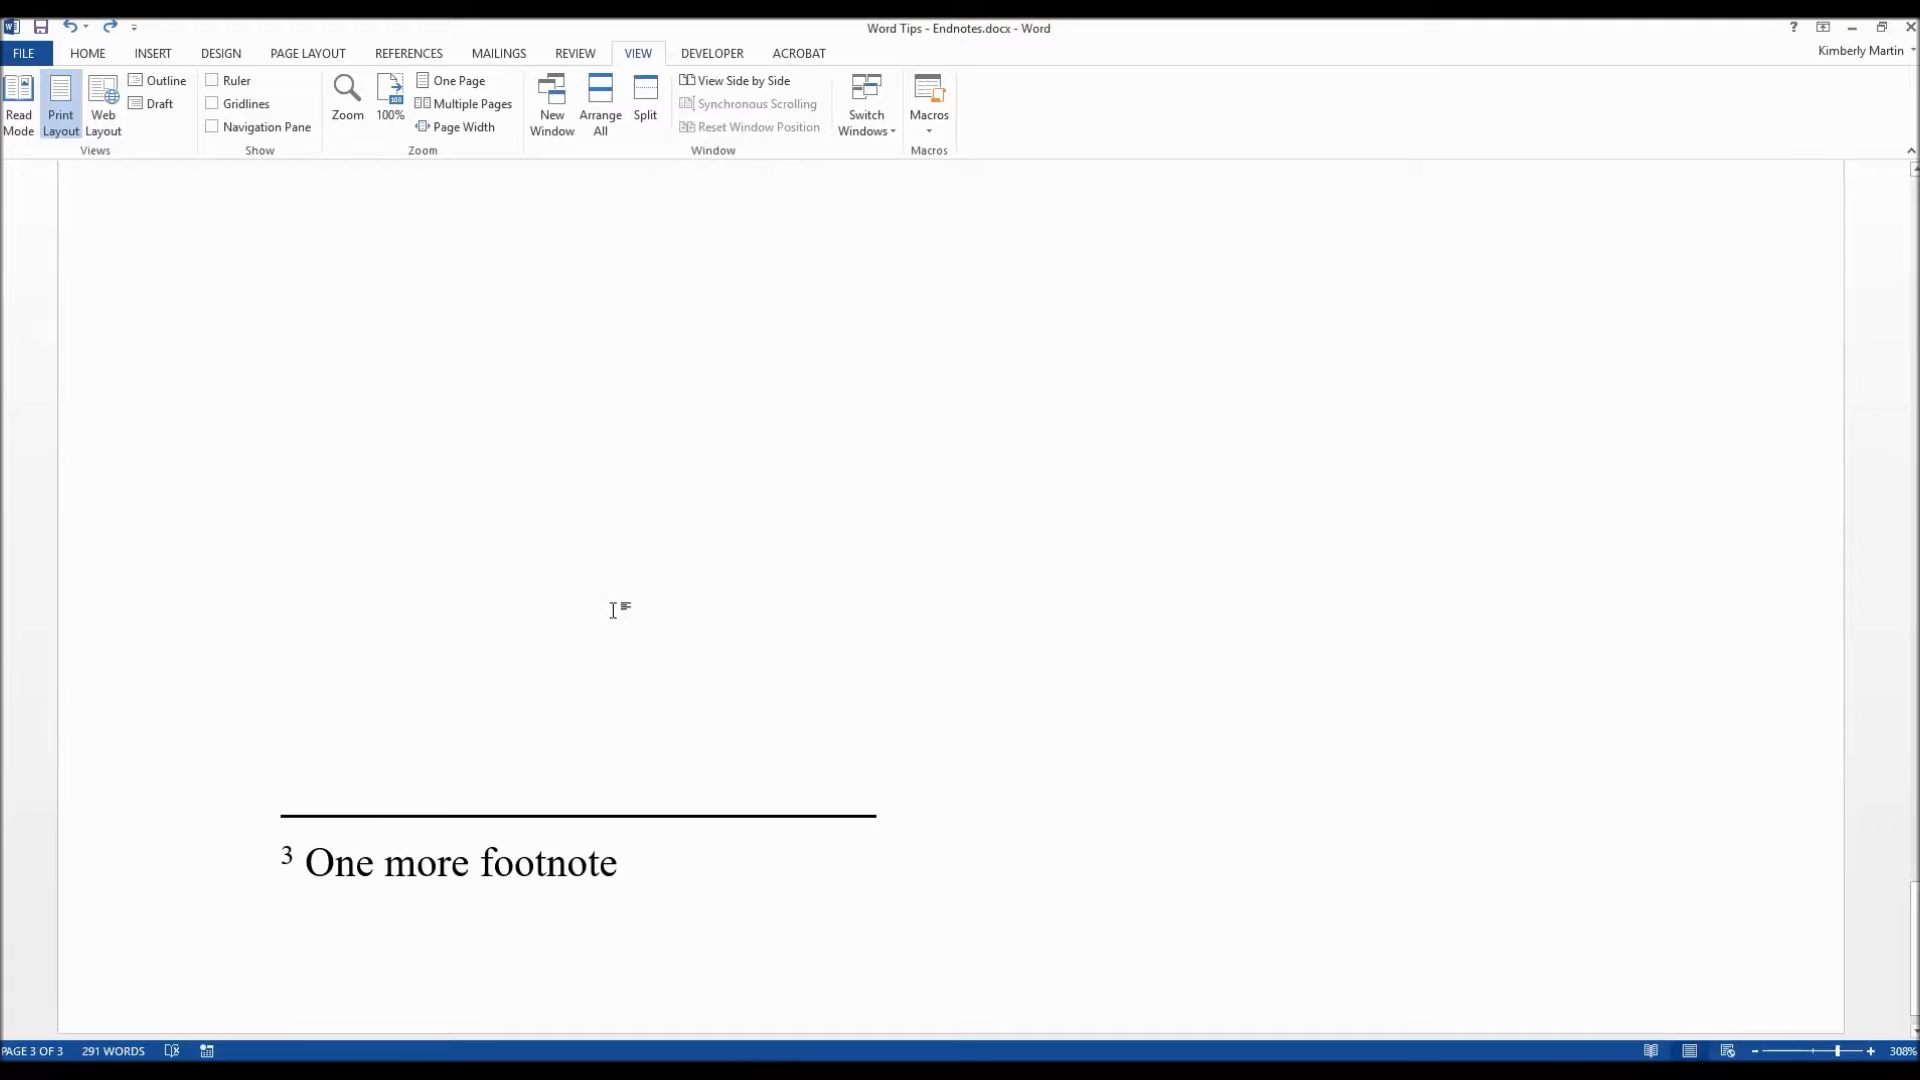 Word Tips - Endnotes.docx - Word
?
Kimberly Martin
FILE HOME INSERT DESIGN PAGE LAYOUT REFERENCES MAILINGS REVIEW VIEW DEVELOPER ACROBAT
Read Mode
Print Layout
Web Layout
Outline
Draft
Views
Ruler
Gridlines
Navigation Pane
Show
Zoom
100
100%
One Page
Multiple Pages
Page Width
Zoom
New Window
Arrange All
Split
View Side by Side
Synchronous Scrolling
Reset Window Position
Window
Switch Windows
Macros
Macros
3 One more footnote
PAGE 3 OF 3 291 WORDS
308%